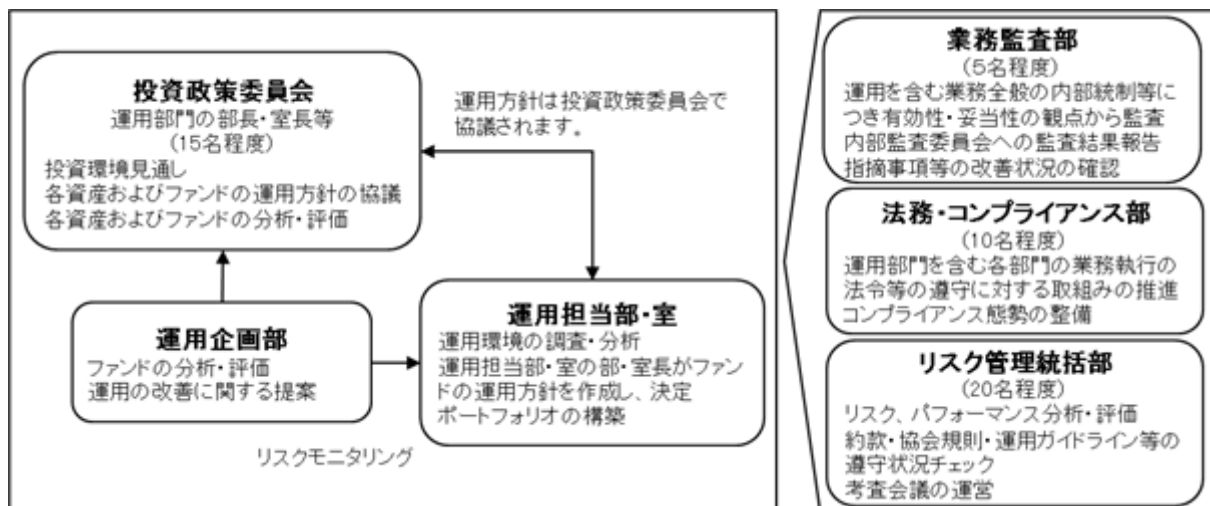 投資政策委員会
運用部門の部長・室長等
(15名程度)
投資環境見通し
各資産およびファンドの運用方針の協議
各資産およびファンドの分析・評価
運用方針は投資政策委員会で
協議されます。
運用企画部
ファンドの分析・評価
運用の改善に関する提案
運用担当部・室
運用環境の調査・分析
運用担当部・室の部・室長がファン
ドの運用方針を作成し、決定
ポートフォリオの構築
リスクモニタリング
業務監査部
(5名程度)
運用を含む業務全般の内部統制等に
つき有効性・妥当性の観点から監査
内部監査委員会への監査結果報告
指摘事項等の改善状況の確認
法務・コンプライアンス部
(10名程度)
運用部門を含む各部門の業務執行の
法令等の遵守に対する取組みの推進
コンプライアンス態勢の整備
リスク管理統括部
(20名程度)
リスク、パフォーマンス分析・評価
約款・協会規則・運用ガイドライン等の
遵守状況チェック
考査会議の運営